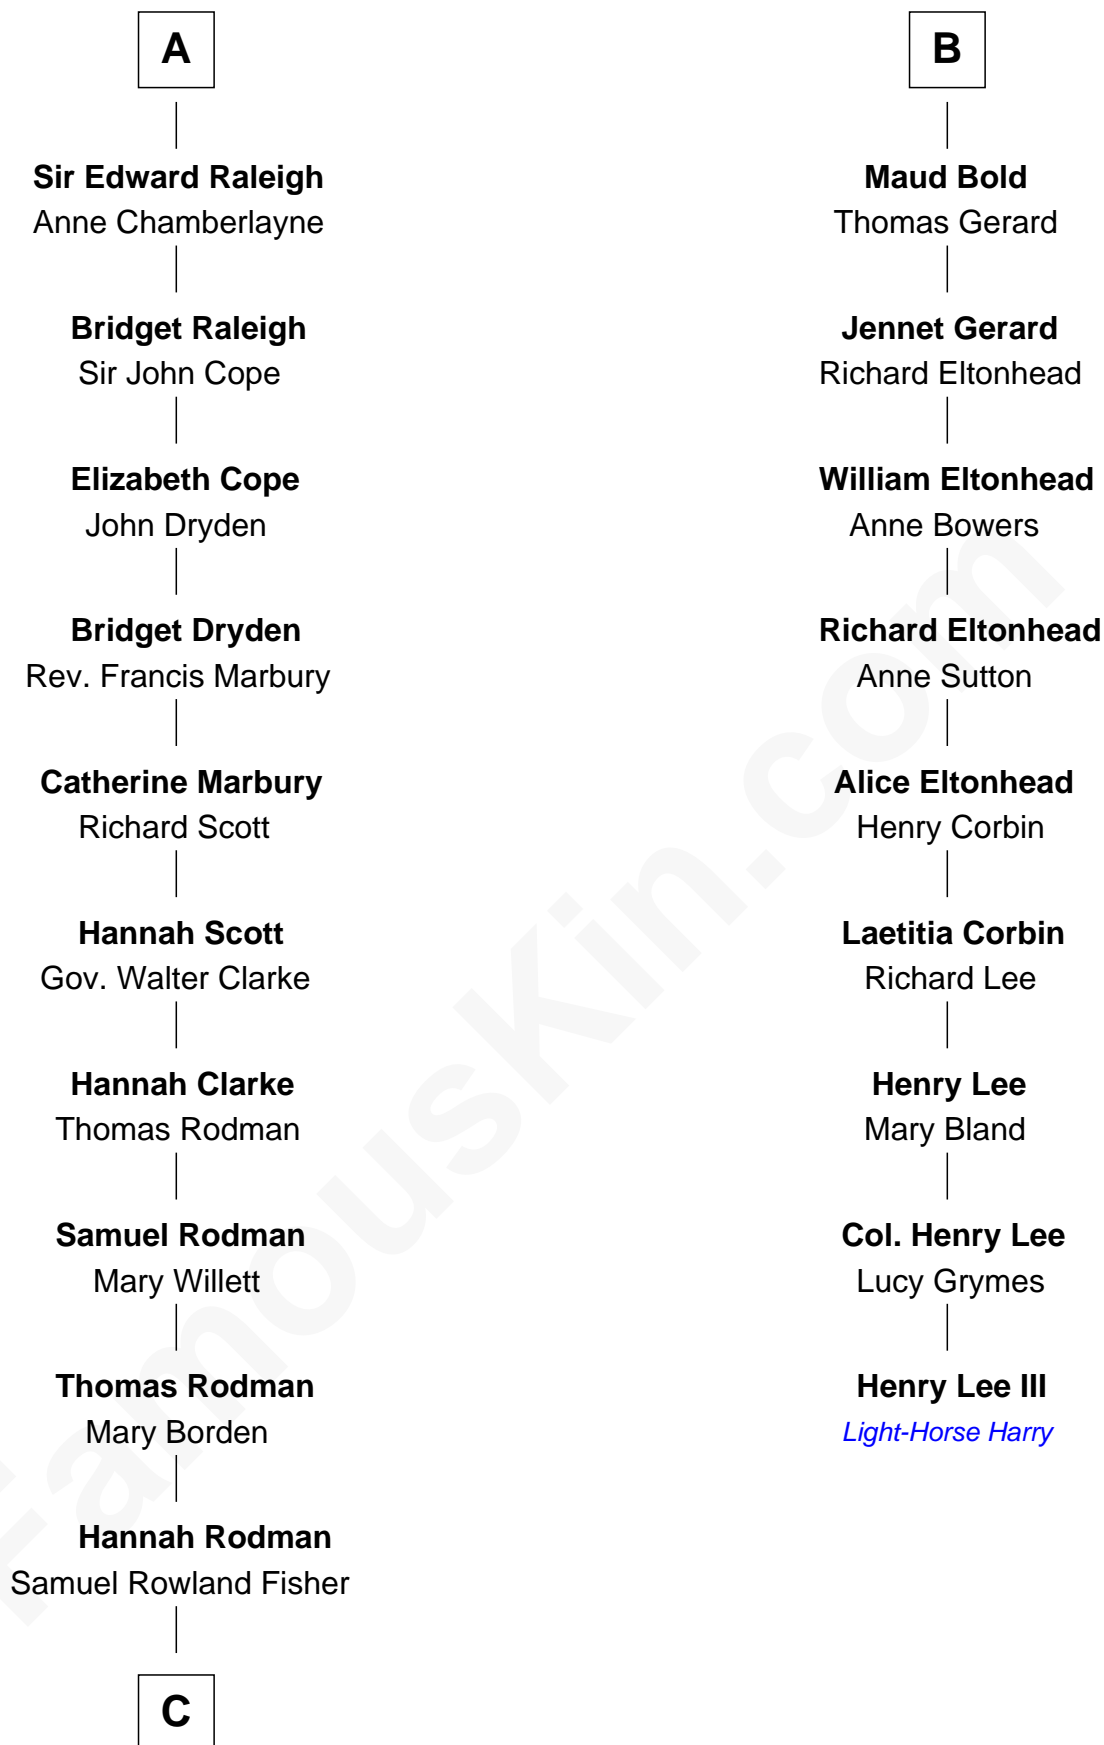 A
Sir Edward Raleigh
Anne Chamberlayne
Bridget Raleigh
Sir John Cope
Elizabeth Cope
John Dryden
Bridget Dryden
Rev. Francis Marbury
Catherine Marbury
Richard Scott
Hannah Scott
Gov. Walter Clarke
Hannah Clarke
Thomas Rodman
Samuel Rodman
Mary Willett
Thomas Rodman
Mary Borden
Hannah Rodman
Samuel Rowland Fisher
C
B
Maud Bold
Thomas Gerard
Jennet Gerard
Richard Eltonhead
William Eltonhead
Anne Bowers
Richard Eltonhead
Anne Sutton
Alice Eltonhead
Henry Corbin
Laetitia Corbin
Richard Lee
Henry Lee
Mary Bland
Col. Henry Lee
Lucy Grymes
Henry Lee III
Light-Horse Harry
FamousKin.com